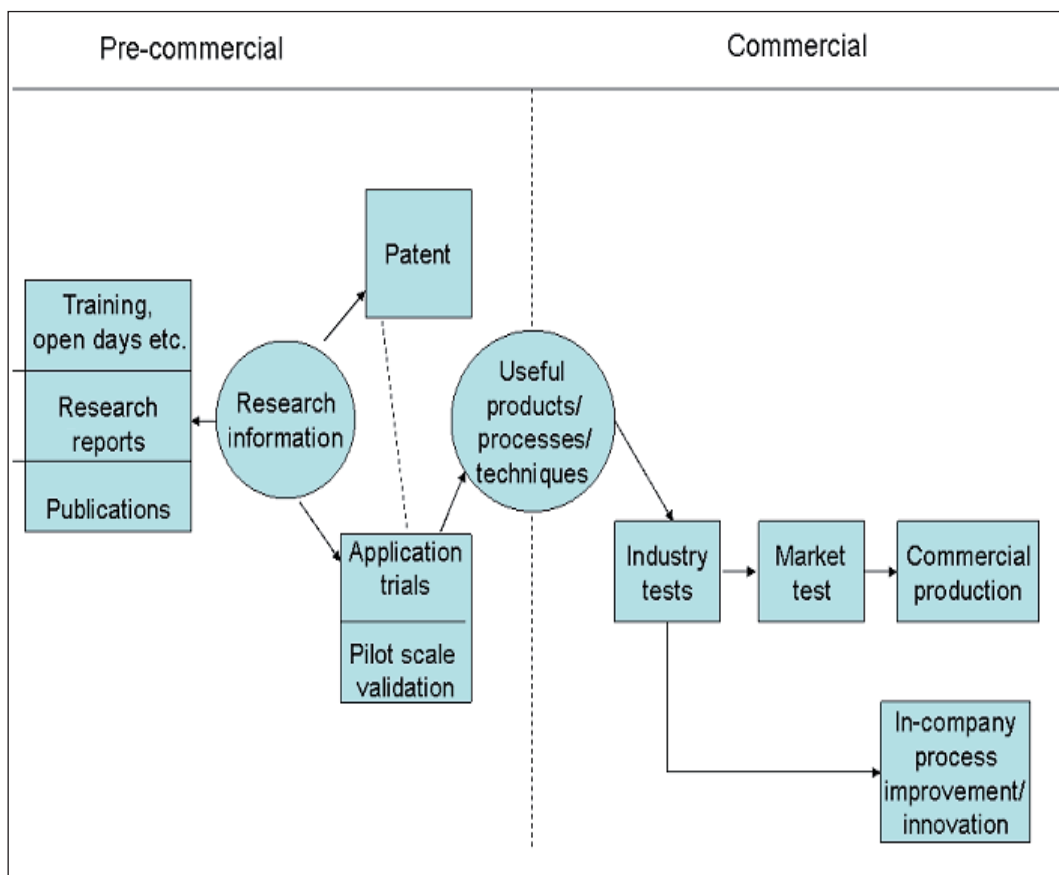 Pre-commercial
Commercial
Patent
Training,
open days etc.
Research
reports
Publications
Research
information
Useful
products/
processes/
techniques
Application
trials
Pilot scale
validation
Industry
tests
Market
test
Commercial
production
In-company
process
improvement/
innovation